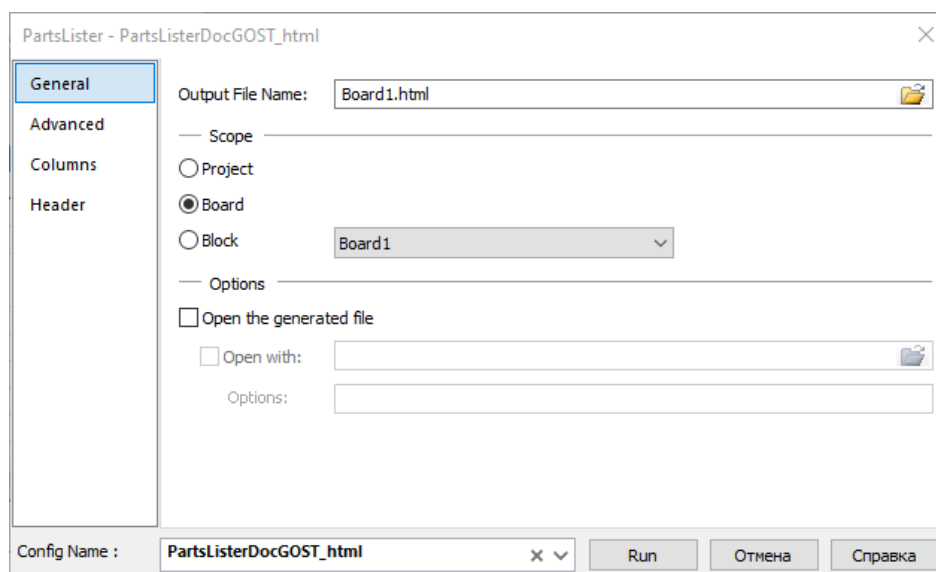 PartsLister - PartsListerDocGOST_html
General
Advanced
Columns
Header
Output File Name: Board1.html
Scope
Project
Board
Block Board1
Options
Open the generated file
Open with:
Options:
Config Name : PartsListerDocGOST_html Run Отмена Справка